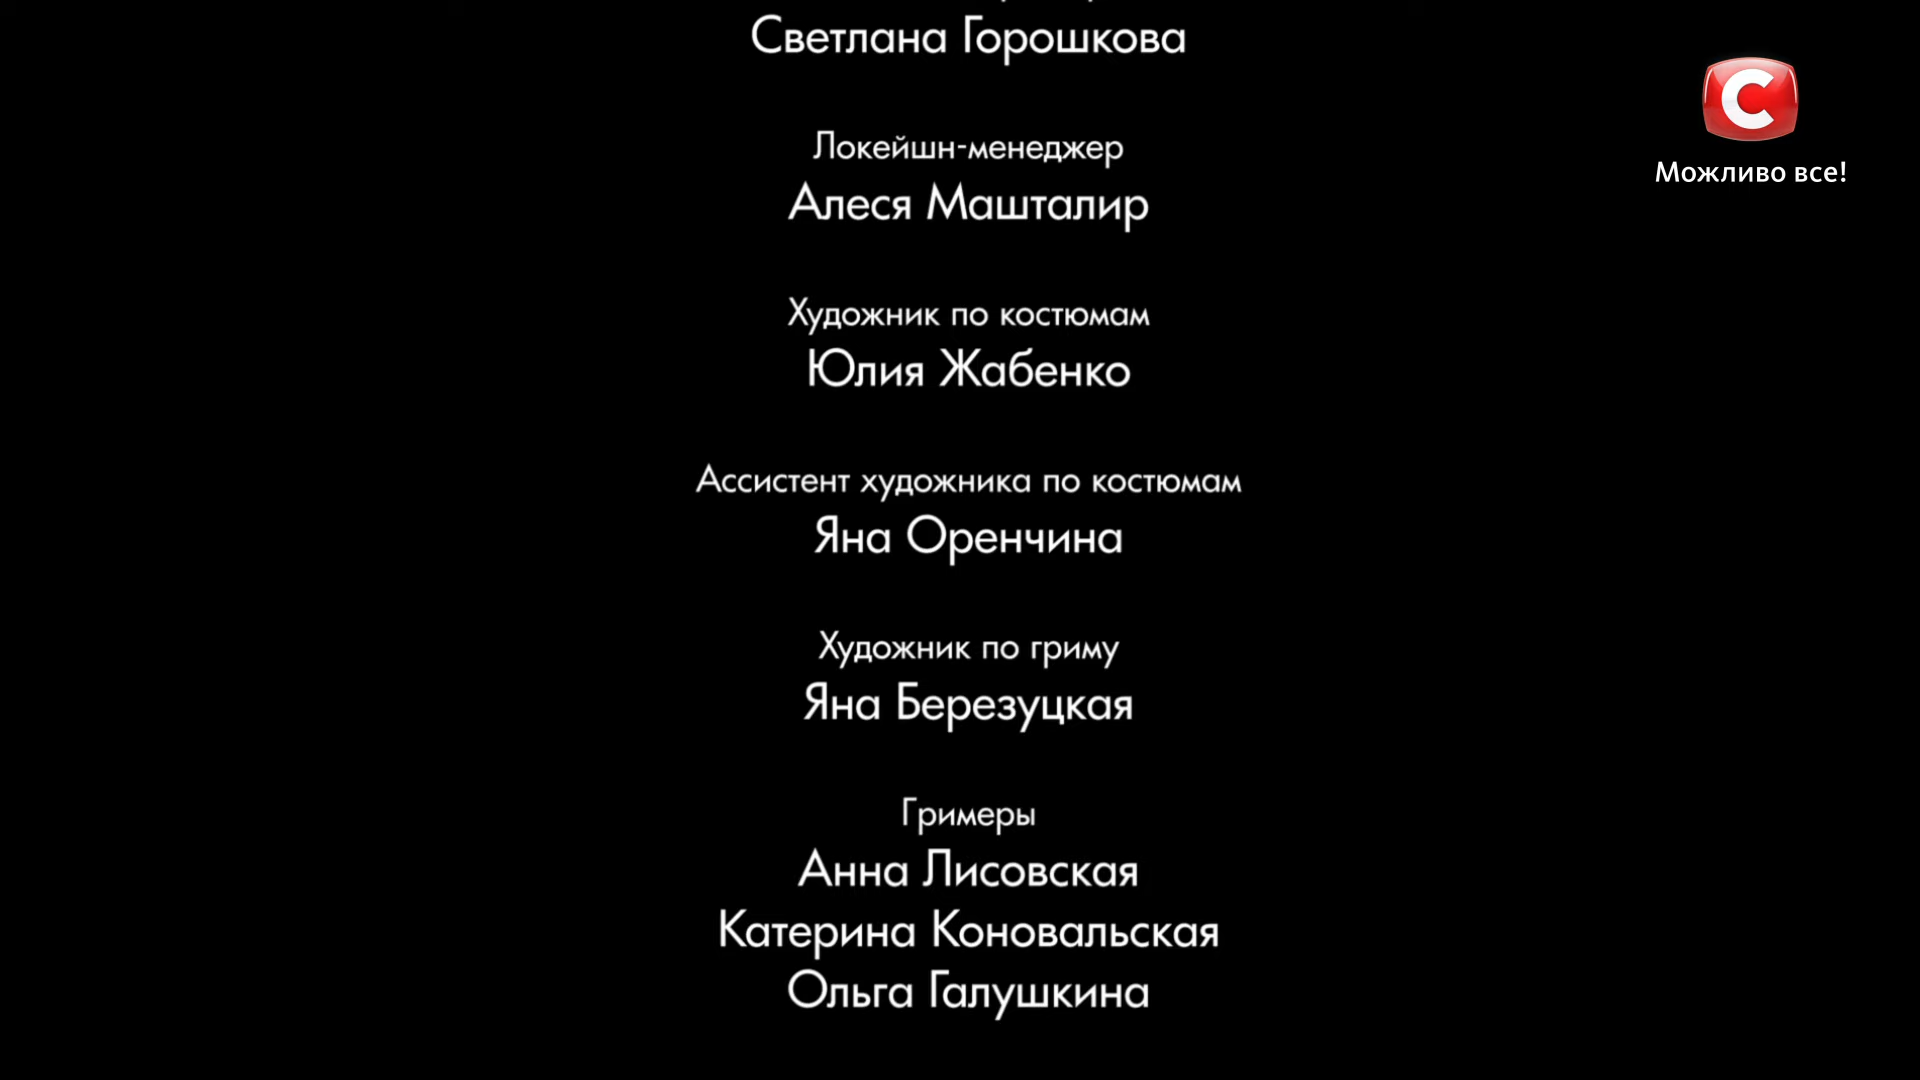 Светлана Горошкова
Локейшн-менеджер
Алеся Машталир
Художник по костюмам
Юлия Жабенко
Ассистент художника по костюмам
Яна Оренчина
Художник по гриму
Яна Березуцкая
Гримеры
Анна Лисовская
Катерина Коновальская
Ольга Галушкина
С
Можливо все!